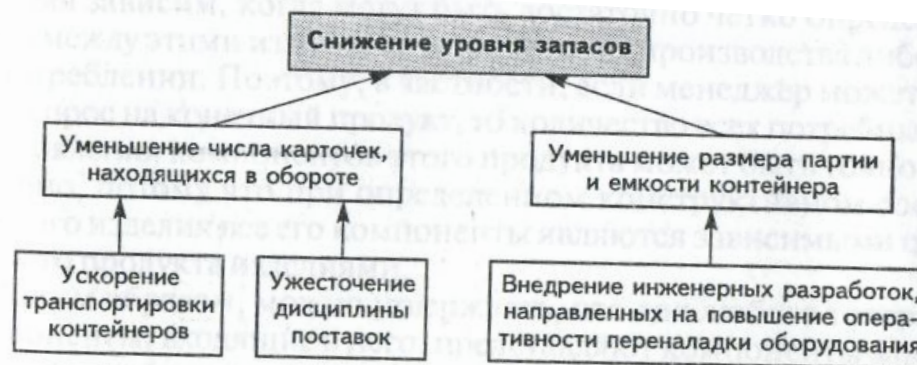 Снижение уровня запасов
Уменьшение числа карточек,
находящихся в обороте
Уменьшение размера партии
и емкости контейнера
Ускорение
транспортировки
контейнеров
Ужесточение
дисциплины
поставок
Внедрение инженерных разработок,
направленных на повышение опера-
тивности переналадки оборудования